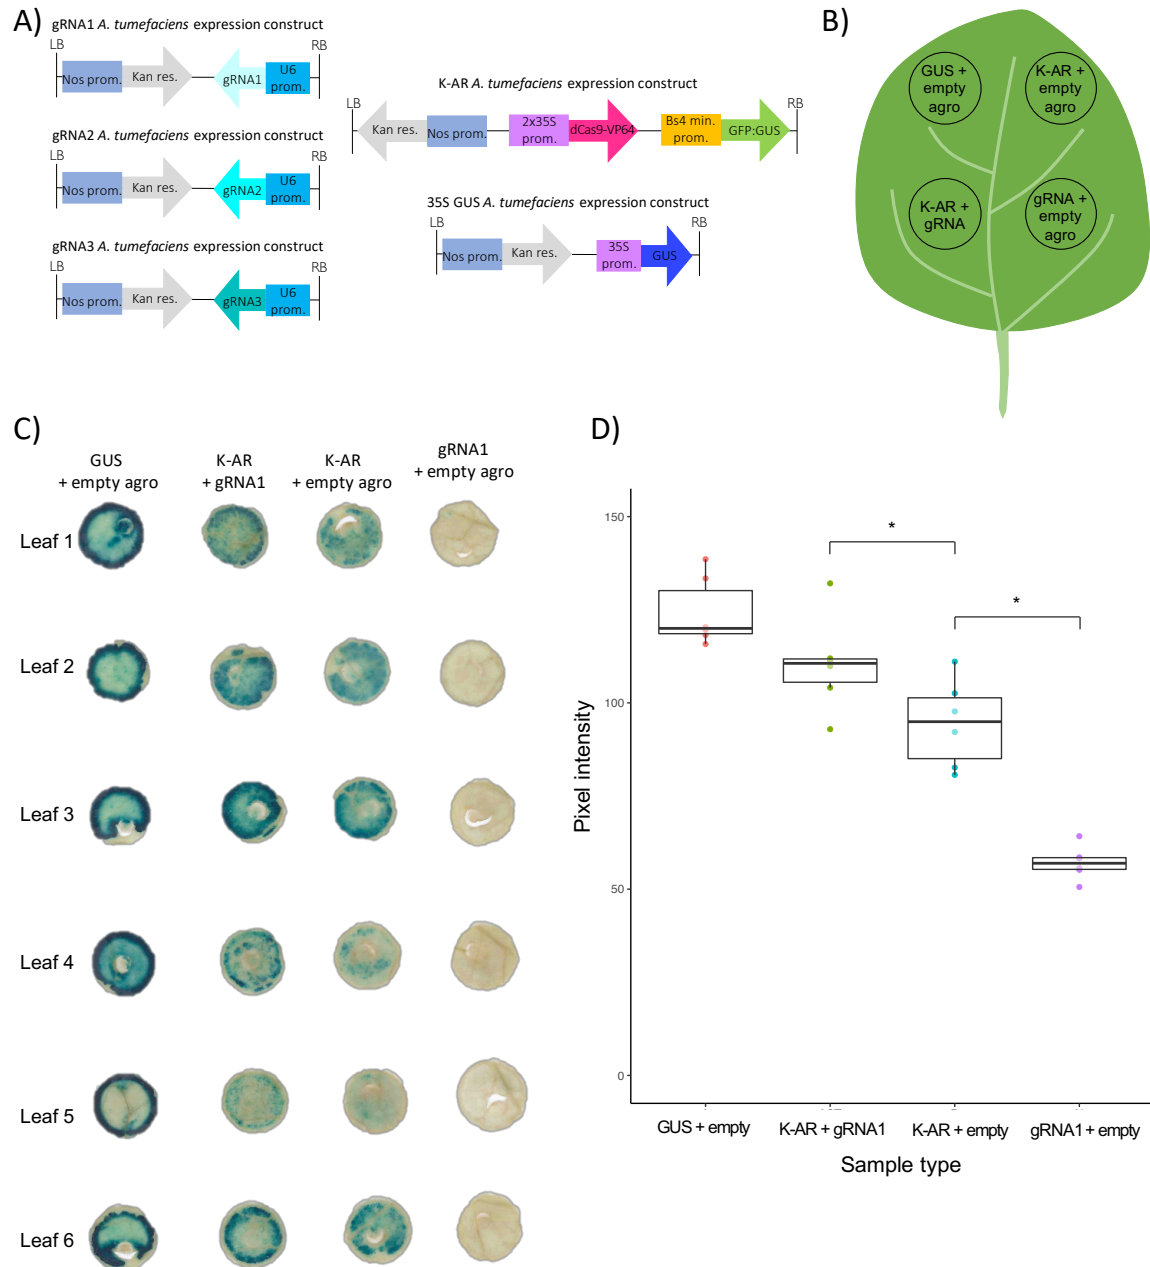 A)
gRNA1 A. tumefaciens expression construct
LB
RB
Nos prom.
Kan res.
gRNA1
U6
prom.
gRNA2 A. tumefaciens expression construct
LB
RB
Nos prom.
Kan res.
gRNA2
U6
prom.
gRNA3 A. tumefaciens expression construct
LB
RB
Nos prom.
Kan res.
gRNA3
U6
prom.
K-AR A. tumefaciens expression construct
LB
RB
Kan res.
Nos prom.
2x35S
prom.
dCas9-VP64
Bs4 min.
prom.
GFP:GUS
35S GUS A. tumefaciens expression construct
LB
RB
Nos prom.
Kan res.
35S
prom.
GUS
B)
GUS +
empty
agro
K-AR +
empty
agro
K-AR +
gRNA
gRNA +
empty
agro
C)
GUS
+ empty agro
K-AR
+ gRNA1
K-AR
+ empty agro
gRNA1
+ empty agro
Leaf 1
Leaf 2
Leaf 3
Leaf 4
Leaf 5
Leaf 6
D)
Pixel intensity
150
100
50
0
*
*
GUS + empty
K-AR + gRNA1
K-AR + empty
gRNA1 + empty
Sample type